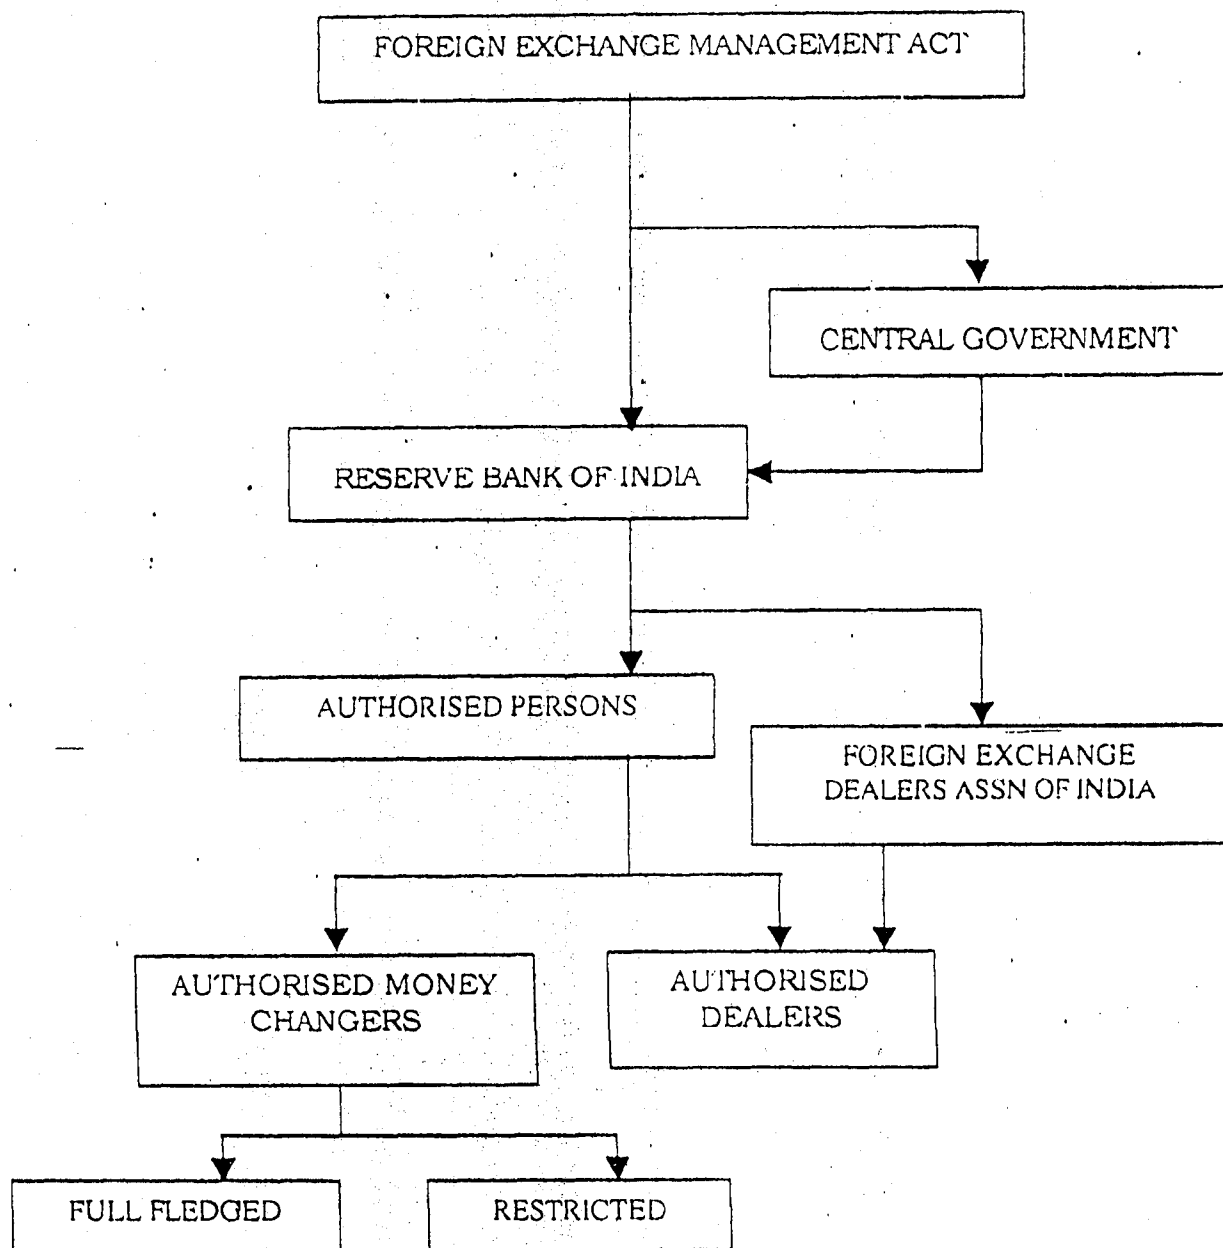 FOREIGN EXCHANGE MANAGEMENT ACT
CENTRAL GOVERNMENT
RESERVE BANK OF INDIA
AUTHORISED PERSONS
FOREIGN EXCHANGE
DEALERS ASSN OF INDIA
AUTHORISED MONEY
CHANGERS
AUTHORISED
DEALERS
FULL FLEDGED
RESTRICTED